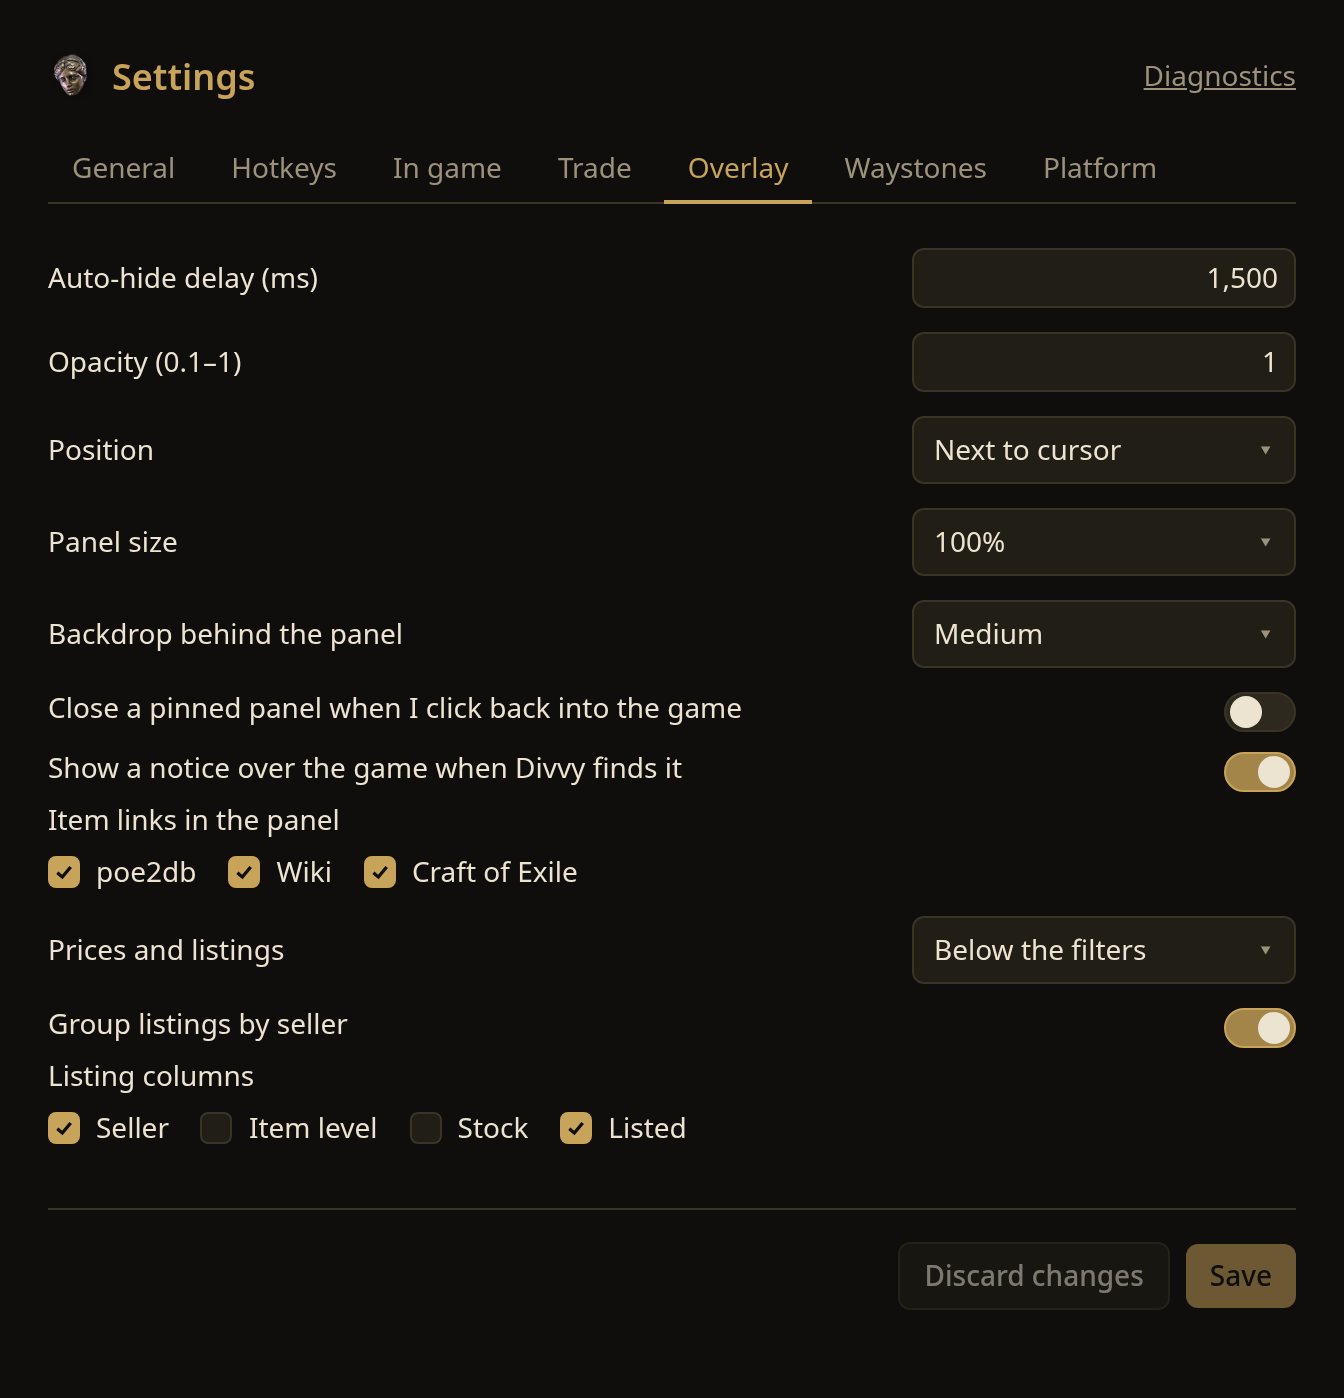 Settings
Diagnostics
General Hotkeys In game Trade Overlay Waystones Platform
Auto-hide delay (ms) 1,500
Opacity (0.1–1) 1
Position Next to cursor
Panel size 100%
Backdrop behind the panel Medium
Close a pinned panel when I click back into the game
Show a notice over the game when Divvy finds it
Item links in the panel
poe2db Wiki Craft of Exile
Prices and listings Below the filters
Group listings by seller
Listing columns
Seller Item level Stock Listed
Discard changes Save